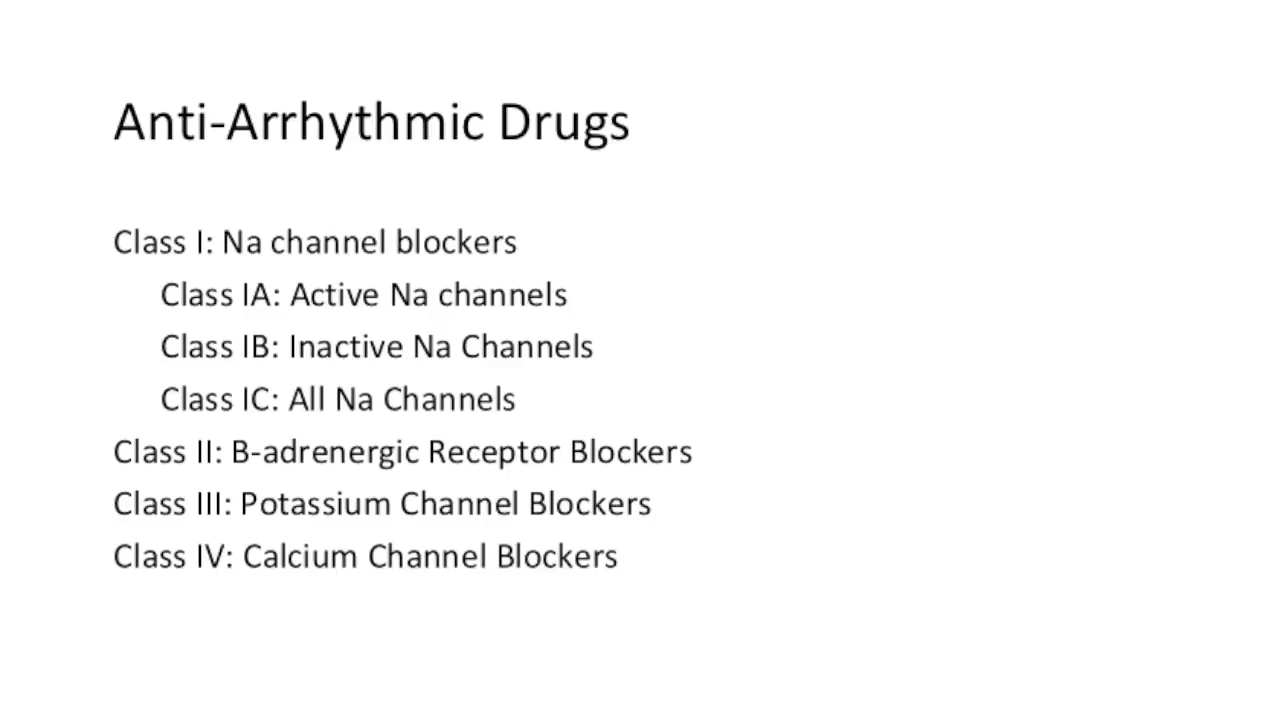 Anti-Arrhythmic Drugs
Class I: Na channel blockers
Class IA: Active Na channels
Class IB: Inactive Na Channels
Class IC: All Na Channels
Class II: B-adrenergic Receptor Blockers
Class III: Potassium Channel Blockers
Class IV: Calcium Channel Blockers